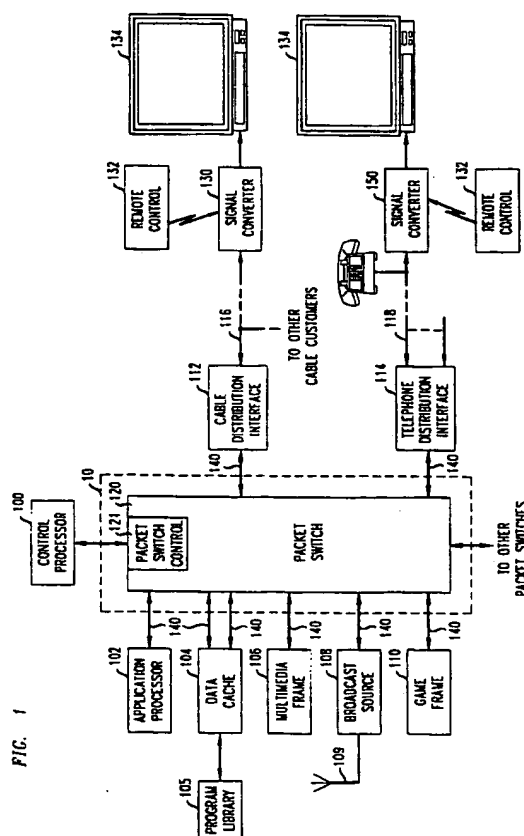 FIG. 1
100
CONTROL
PROCESSOR
10
120
121
PACKET
SWITCH
CONTROL
PACKET
SWITCH
102
APPLICATION
PROCESSOR
140
104
DATA
CACHE
140
140
105
PROGRAM
LIBRARY
106
MULTIMEDIA
FRAME
140
108
BROADCAST
SOURCE
140
109
110
GAME
FRAME
140
TO OTHER
PACKET SWITCHES
140
112
CABLE
DISTRIBUTION
INTERFACE
116
TO OTHER
CABLE CUSTOMERS
132
REMOTE
CONTROL
130
SIGNAL
CONVERTER
134
140
114
TELEPHONE
DISTRIBUTION
INTERFACE
118
150
SIGNAL
CONVERTER
132
REMOTE
CONTROL
134